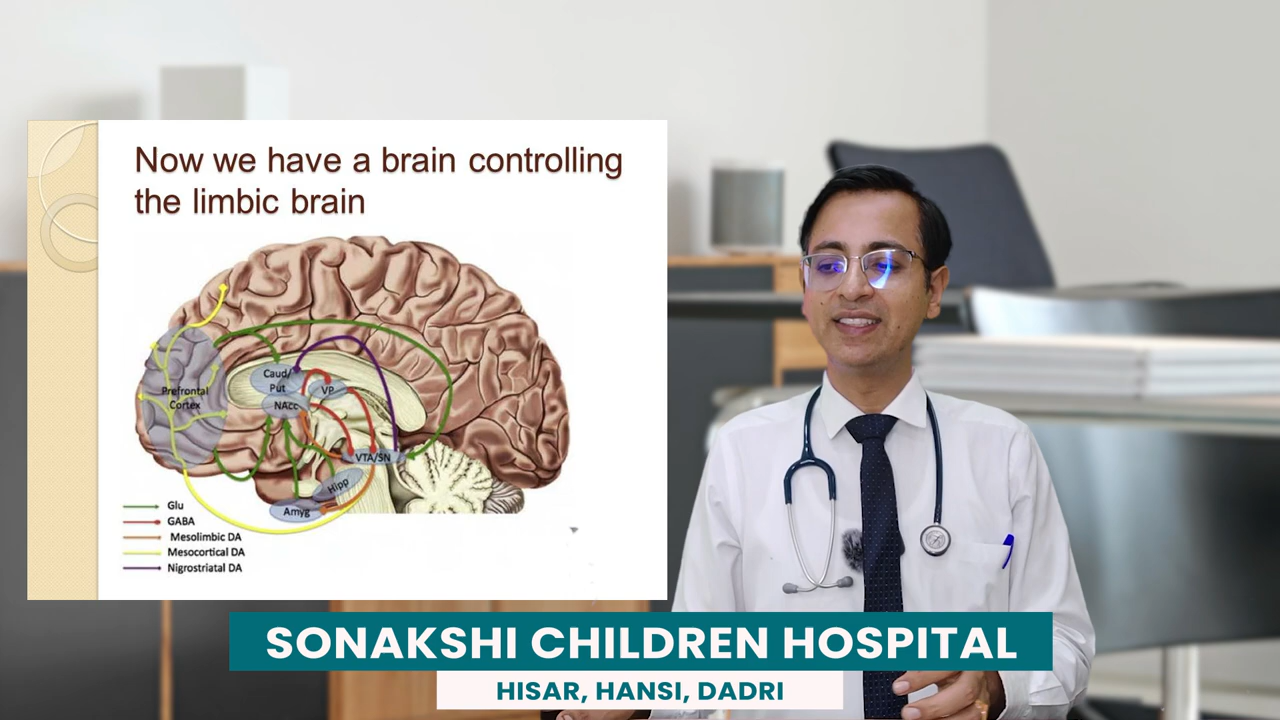 Now we have a brain controlling
the limbic brain
Prefrontal
Cortex
Caud/
Put
VP
NAcc
VTA/SN
Hipp
Amyg
Glu
GABA
Mesolimbic DA
Mesocortical DA
Nigrostriatal DA
SONAKSHI CHILDREN HOSPITAL
HISAR, HANSI, DADRI